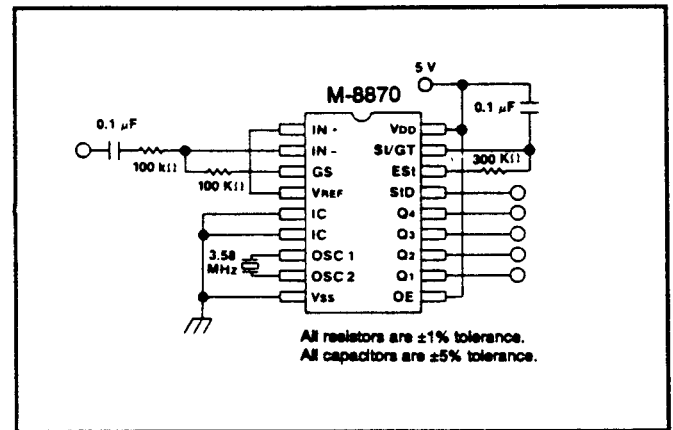 5 V
M-8870
0.1 µF
0.1 µF
100 kΩ
100 KΩ
300 KΩ
IN +
IN -
GS
VREF
IC
IC
OSC 1
OSC 2
VSS
3.58
MHz
VDD
St/GT
ESt
StD
Q4
Q3
Q2
Q1
OE
All resistors are ±1% tolerance.
All capacitors are ±5% tolerance.